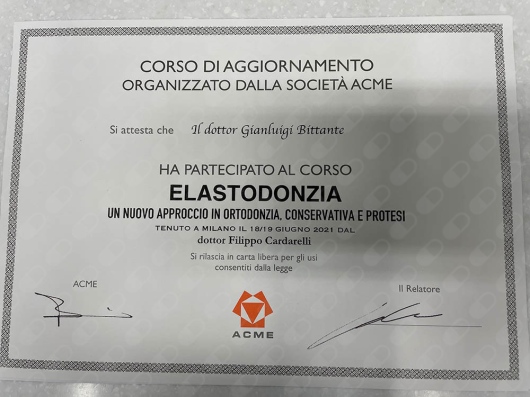 CORSO DI AGGIORNAMENTO
ORGANIZZATO DALLA SOCIETÀ ACME
Si attesta che Il dottor Gianluigi Bittante
HA PARTECIPATO AL CORSO
ELASTODONZIA
UN NUOVO APPROCCIO IN ORTODONZIA, CONSERVATIVA E PROTESI
TENUTO A MILANO IL 18/19 GIUGNO 2021 DAL
dottor Filippo Cardarelli
Si rilascia in carta libera per gli usi
consentiti dalla legge
ACME
Il Relatore
ACME